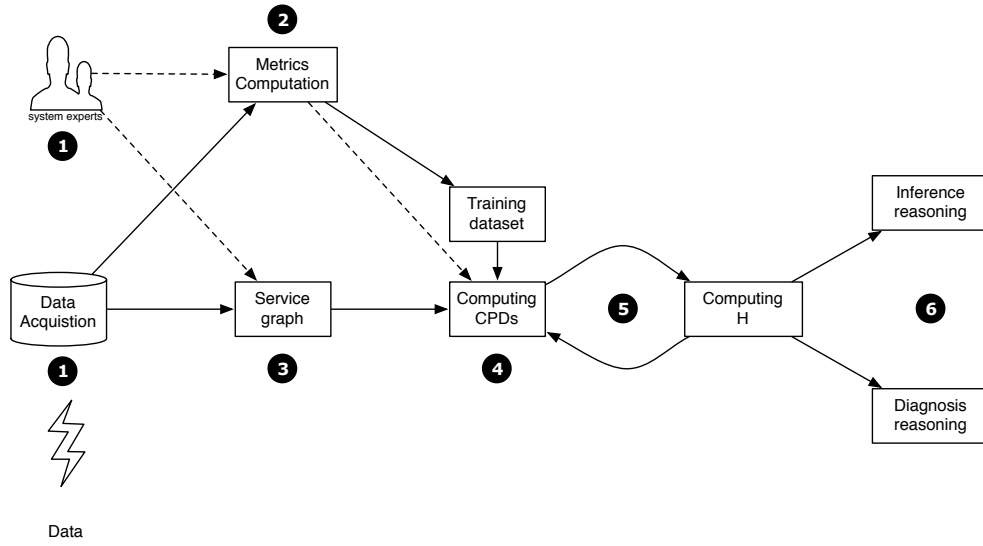 2
Metrics
Computation
system experts
1
Training
dataset
Inference
reasoning
Data
Acquistion
Service
graph
Computing
CPDs
5
Computing
H
6
1
3
4
Diagnosis
reasoning
Data